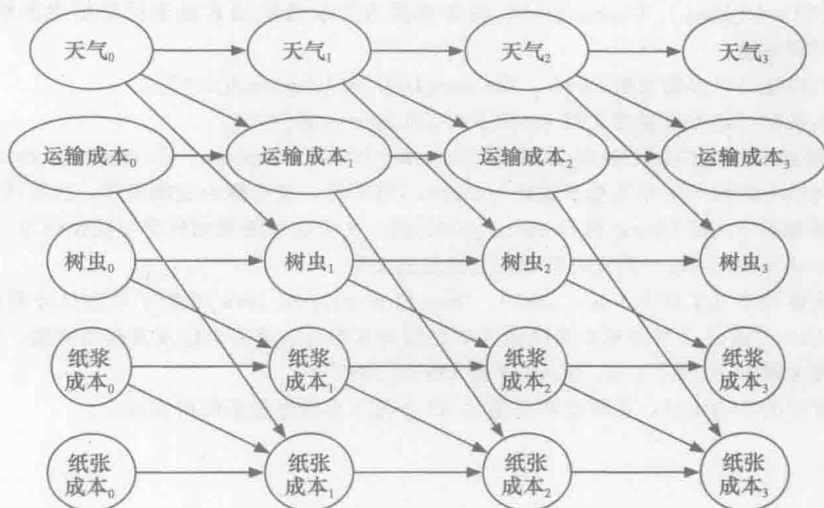 天气₀ 天气₁ 天气₂ 天气₃
运输成本₀ 运输成本₁ 运输成本₂ 运输成本₃
树虫₀ 树虫₁ 树虫₂ 树虫₃
纸浆 纸浆 纸浆 纸浆
成本₀ 成本₁ 成本₂ 成本₃
纸张 纸张 纸张 纸张
成本₀ 成本₁ 成本₂ 成本₃